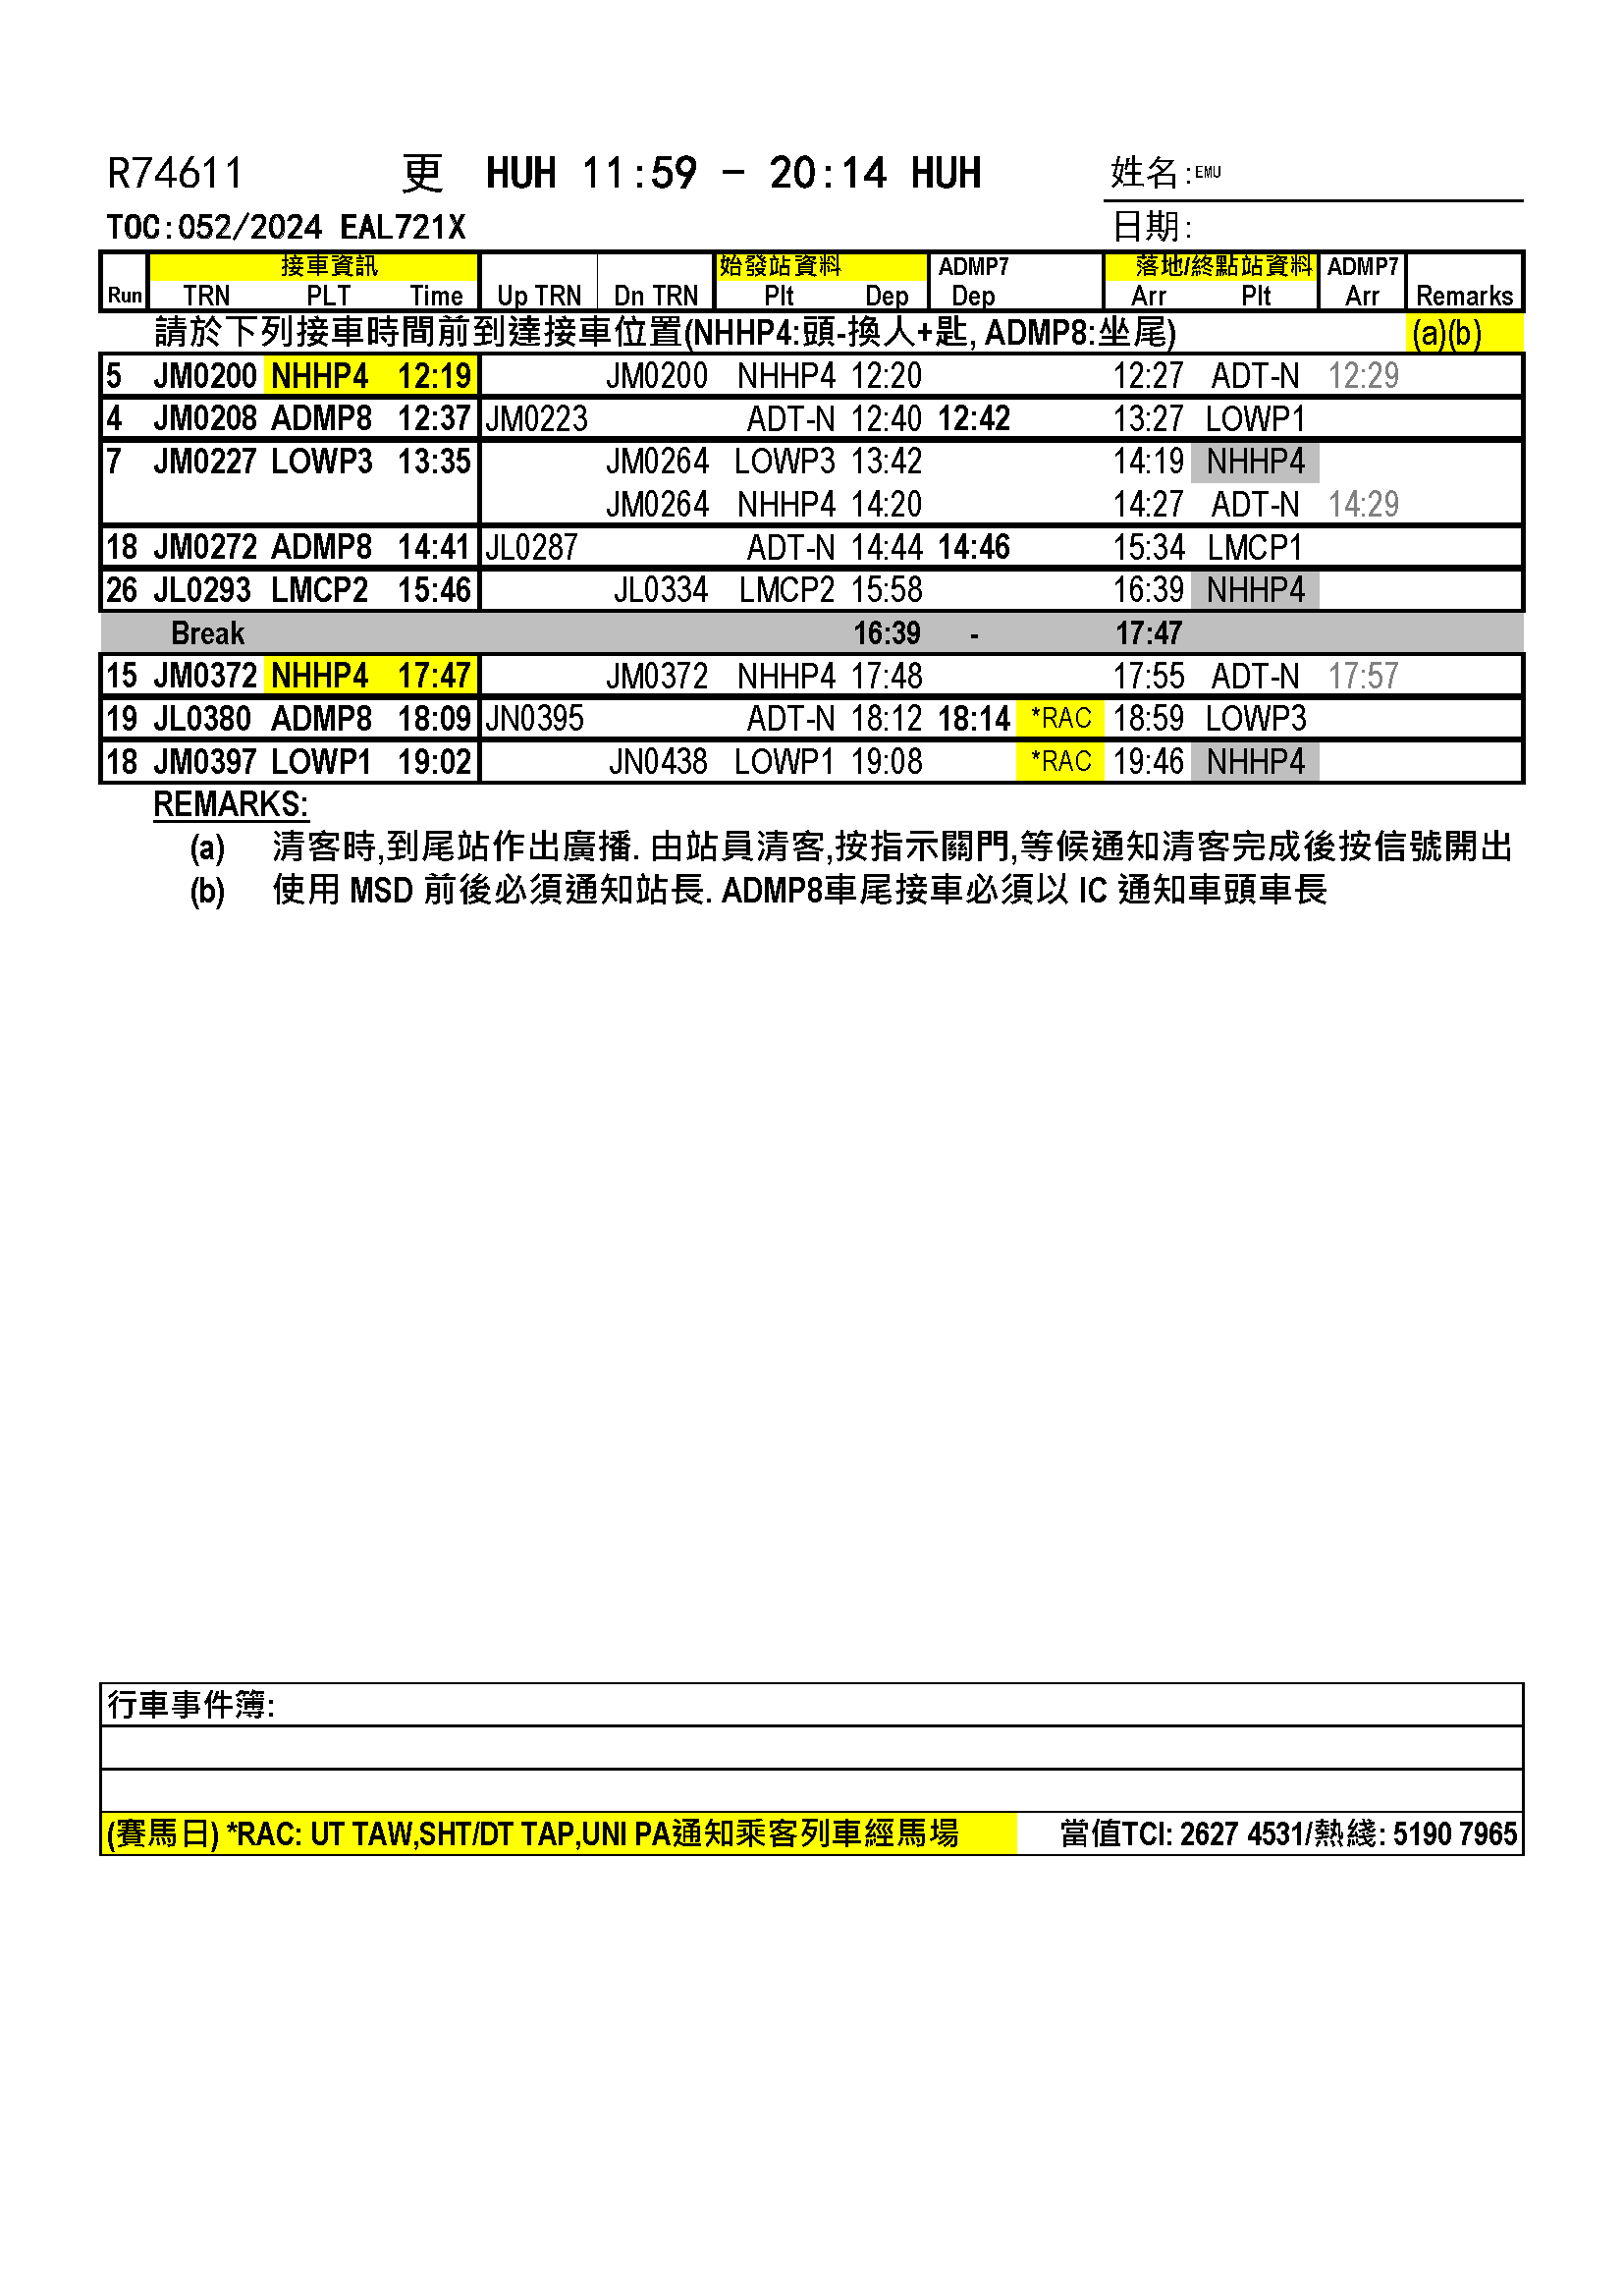 R74611 更 HUH 11:59 - 20:14 HUH 姓名:EMU
TOC:052/2024 EAL721X 日期:
接車資訊 始發站資料 ADMP7 落地/終點站資料 ADMP7
Run TRN PLT Time Up TRN Dn TRN Plt Dep Dep Arr Plt Arr Remarks
請於下列接車時間前到達接車位置(NHHP4:頭-換人+匙, ADMP8:坐尾) (a)(b)
5 JM0200 NHHP4 12:19 JM0200 NHHP4 12:20 12:27 ADT-N 12:29
4 JM0208 ADMP8 12:37 JM0223 ADT-N 12:40 12:42 13:27 LOWP1
7 JM0227 LOWP3 13:35 JM0264 LOWP3 13:42 14:19 NHHP4
JM0264 NHHP4 14:20 14:27 ADT-N 14:29
18 JM0272 ADMP8 14:41 JL0287 ADT-N 14:44 14:46 15:34 LMCP1
26 JL0293 LMCP2 15:46 JL0334 LMCP2 15:58 16:39 NHHP4
Break 16:39 - 17:47
15 JM0372 NHHP4 17:47 JM0372 NHHP4 17:48 17:55 ADT-N 17:57
19 JL0380 ADMP8 18:09 JN0395 ADT-N 18:12 18:14 *RAC 18:59 LOWP3
18 JM0397 LOWP1 19:02 JN0438 LOWP1 19:08 *RAC 19:46 NHHP4
REMARKS:
(a) 清客時,到尾站作出廣播. 由站員清客,按指示關門,等候通知清客完成後按信號開出
(b) 使用 MSD 前後必須通知站長. ADMP8車尾接車必須以 IC 通知車頭車長
行車事件簿:
(賽馬日) *RAC: UT TAW,SHT/DT TAP,UNI PA通知乘客列車經馬場 當值TCI: 2627 4531/熱綫: 5190 7965